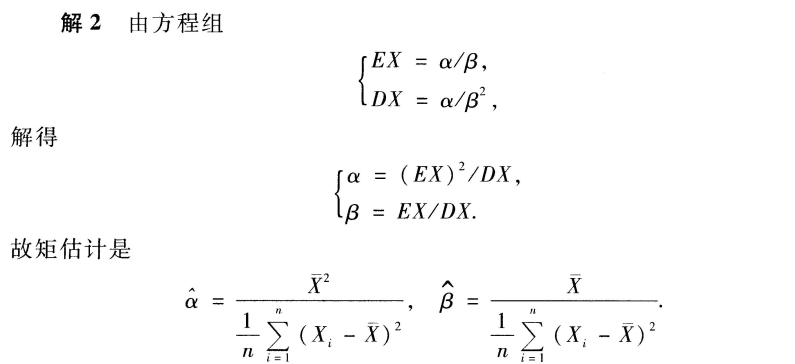 解 2 由方程组
$$\begin{cases} EX = \alpha/\beta, \\ DX = \alpha/\beta^2, \end{cases}$$
解得
$$\begin{cases} \alpha = (EX)^2/DX, \\ \beta = EX/DX. \end{cases}$$
故矩估计是
$$\hat{\alpha} = \frac{\bar{X}^2}{\frac{1}{n}\sum_{i=1}^{n}(X_i - \bar{X})^2}, \quad \hat{\beta} = \frac{\bar{X}}{\frac{1}{n}\sum_{i=1}^{n}(X_i - \bar{X})^2}.$$